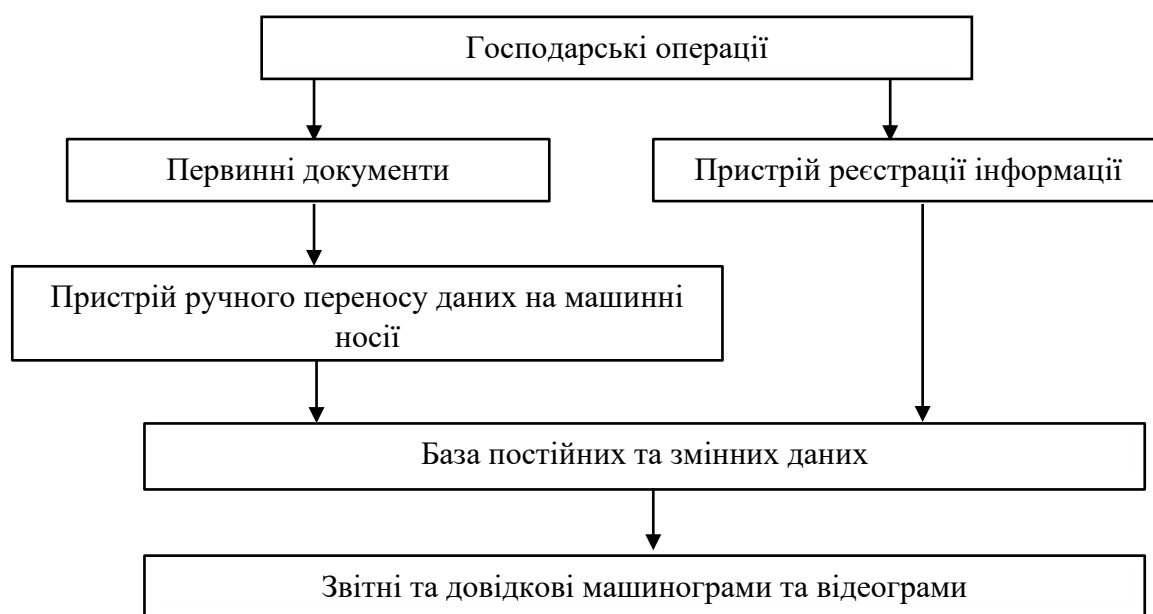 Господарські операції
Первинні документи
Пристрій реєстрації інформації
Пристрій ручного переносу даних на машинні
носії
База постійних та змінних даних
Звітні та довідкові машинограми та відеограми